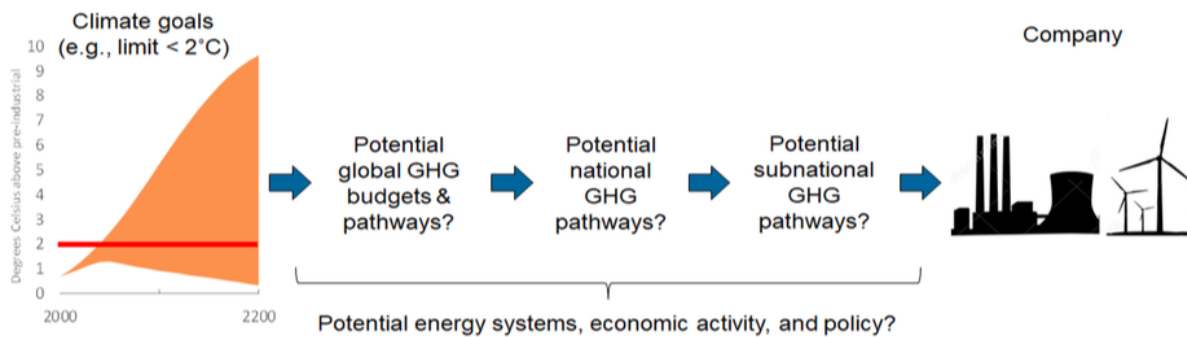 Climate goals
(e.g., limit < 2°C)
Degrees Celsius above pre-industrial
10
9
8
7
6
5
4
3
2
1
0
2000
2200
Potential
global GHG
budgets &
pathways?
Potential
national
GHG
pathways?
Potential
subnational
GHG
pathways?
Company
Potential energy systems, economic activity, and policy?